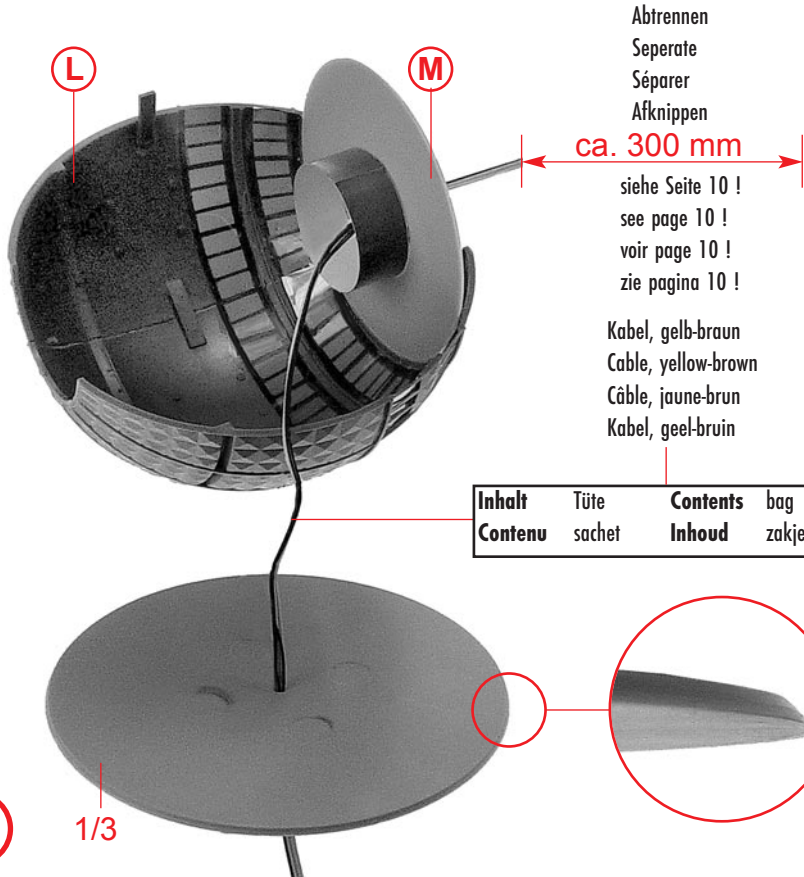 Abtrennen
Seperate
Séparer
Afknippen
L
M
ca. 300 mm
siehe Seite 10 !
see page 10 !
voir page 10 !
zie pagina 10 !
Kabel, gelb-braun
Cable, yellow-brown
Câble, jaune-brun
Kabel, geel-bruin
Inhalt Tüte Contents bag
Contenu sachet Inhoud zakje
1/3